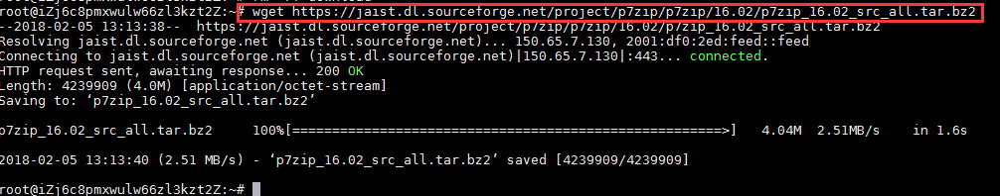 root@iZj6c8pmxwulw66zl3kzt2Z:~# wget https://jaist.dl.sourceforge.net/project/p7zip/p7zip/16.02/p7zip_16.02_src_all.tar.bz2
--2018-02-05 13:13:38--  https://jaist.dl.sourceforge.net/project/p7zip/p7zip/16.02/p7zip_16.02_src_all.tar.bz2
Resolving jaist.dl.sourceforge.net (jaist.dl.sourceforge.net)... 150.65.7.130, 2001:df0:2ed:feed::feed
Connecting to jaist.dl.sourceforge.net (jaist.dl.sourceforge.net)|150.65.7.130|:443... connected.
HTTP request sent, awaiting response... 200 OK
Length: 4239909 (4.0M) [application/octet-stream]
Saving to: ‘p7zip_16.02_src_all.tar.bz2’
p7zip_16.02_src_all.tar.bz2     100%[======================================================>]   4.04M  2.51MB/s    in 1.6s
2018-02-05 13:13:40 (2.51 MB/s) - ‘p7zip_16.02_src_all.tar.bz2’ saved [4239909/4239909]
root@iZj6c8pmxwulw66zl3kzt2Z:~#